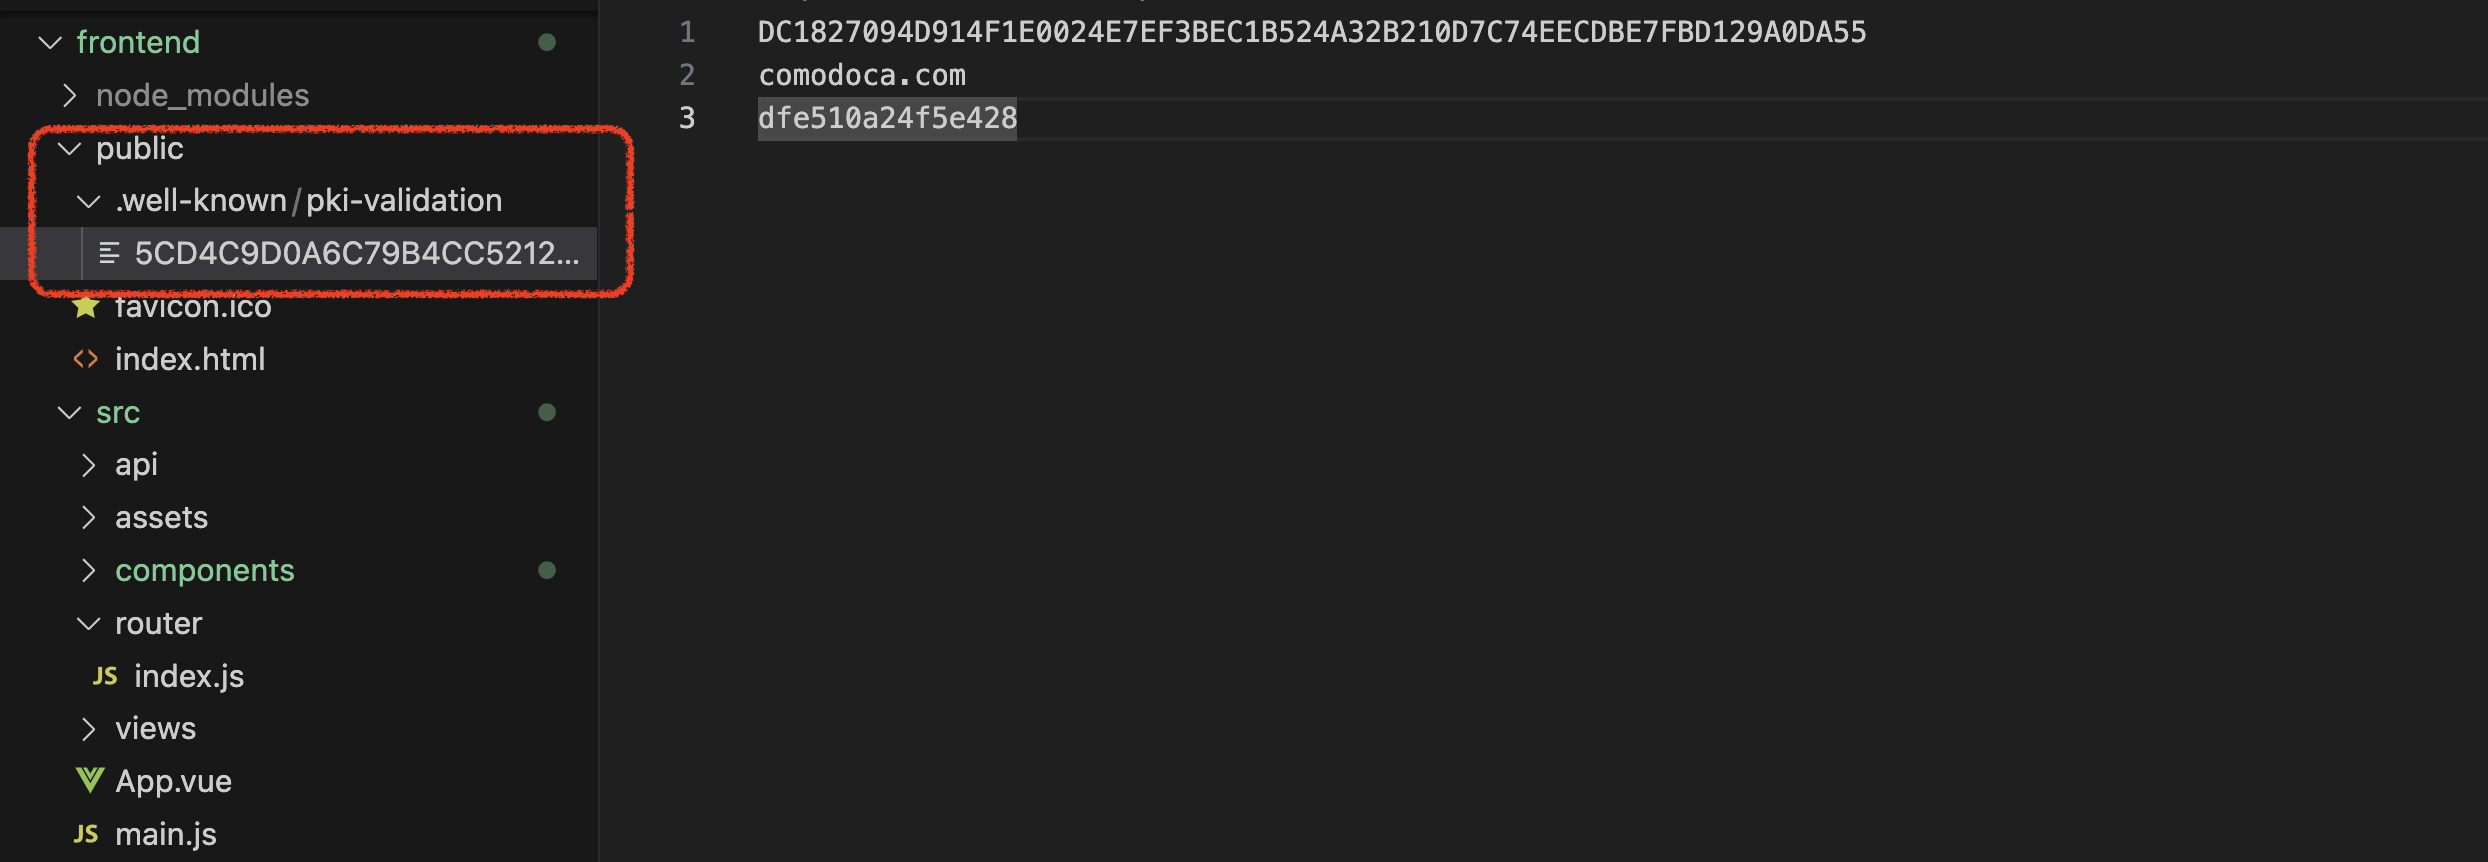 frontend
node_modules
public
.well-known/pki-validation
5CD4C9D0A6C79B4CC5212...
favicon.ico
index.html
src
api
assets
components
router
JS index.js
views
App.vue
JS main.js
1 DC1827094D914F1E0024E7EF3BEC1B524A32B210D7C74EECDBE7FBD129A0DA55
2 comodoca.com
3 dfe510a24f5e428